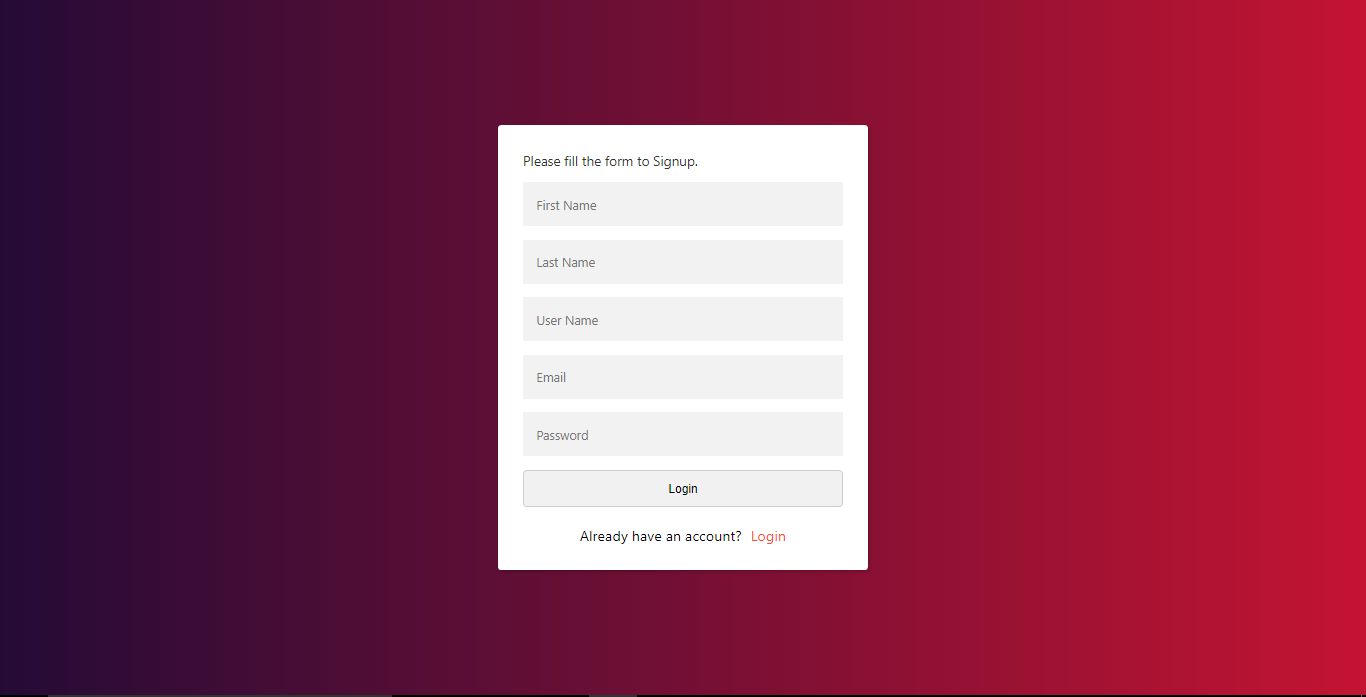 Please fill the form to Signup.
First Name
Last Name
User Name
Email
Password
Login
Already have an account? Login